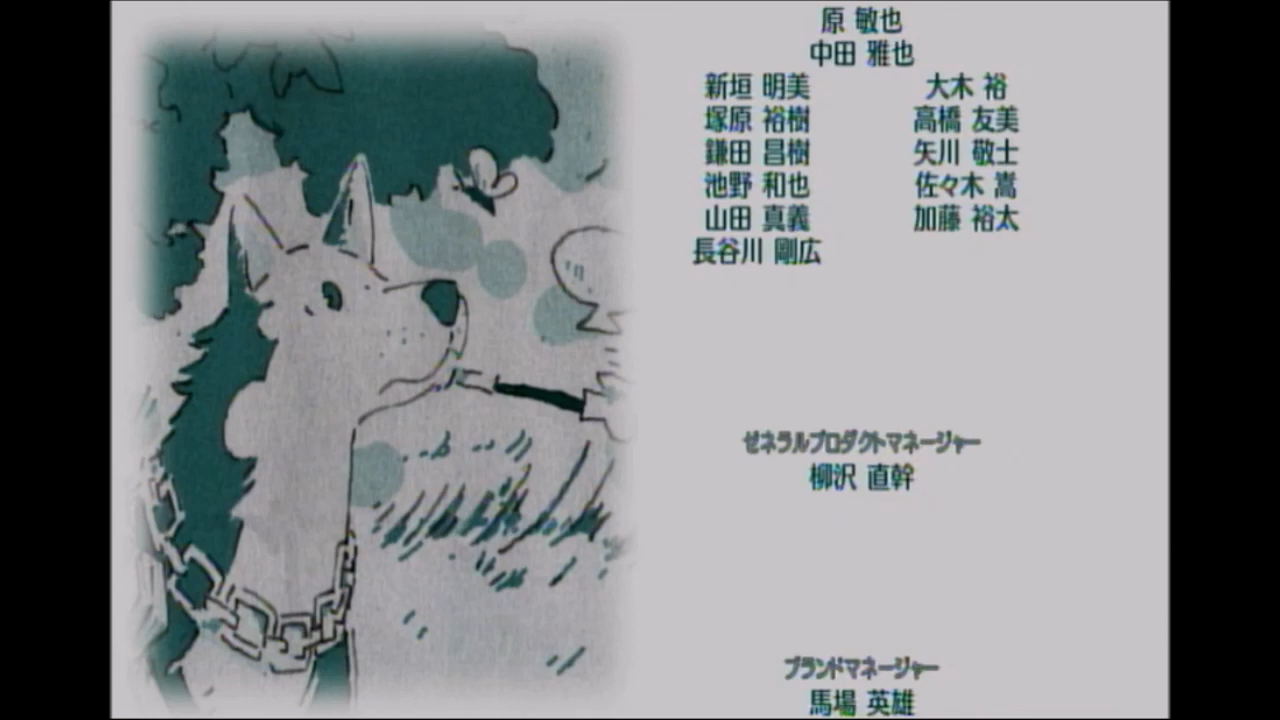 原 敏也
中田 雅也
新垣 明美 大木 裕
塚原 裕樹 高橋 友美
鎌田 昌樹 矢川 敬士
池野 和也 佐々木 嵩
山田 真義 加藤 裕太
長谷川 剛広
ゼネラルプロダクトマネージャー
柳沢 直幹
ブランドマネージャー
馬場 英雄